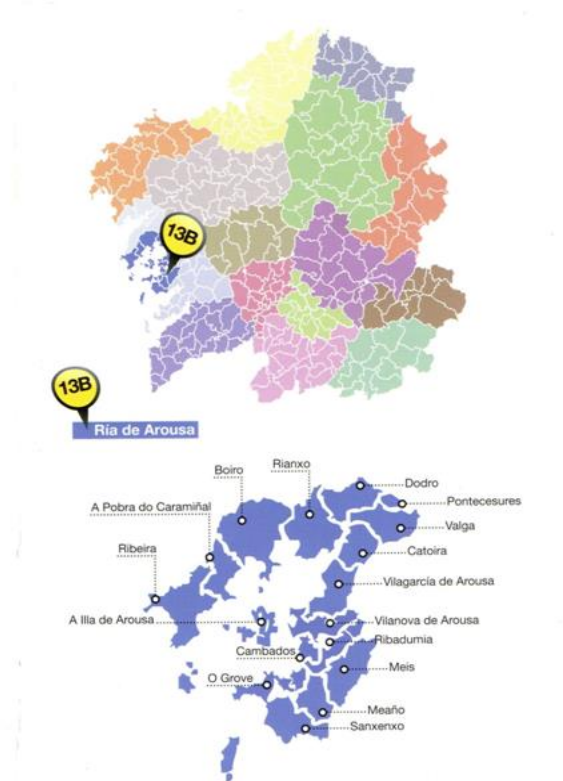 13B
13B
Ría de Arousa
Rianxo
Boiro
Dodro
Pontecesures
A Pobra do Caramiñal
Valga
Ribeira
Catoira
Vilagarcía de Arousa
A Illa de Arousa
Vilanova de Arousa
Ribadumia
Cambados
Meis
O Grove
Meaño
Sanxenxo